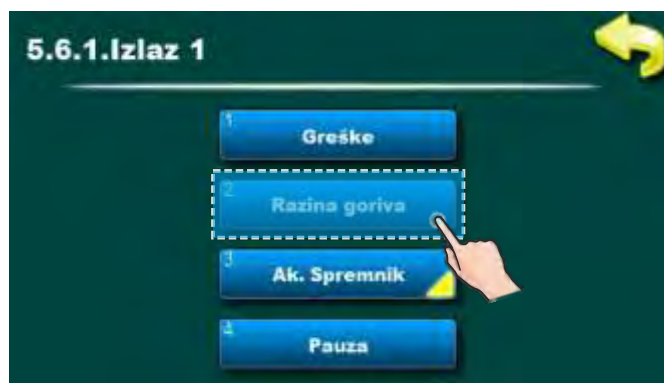 5.6.1.Izlaz 1
1
Greške
2
Razina goriva
3
Ak. Spremnik
4
Pauza